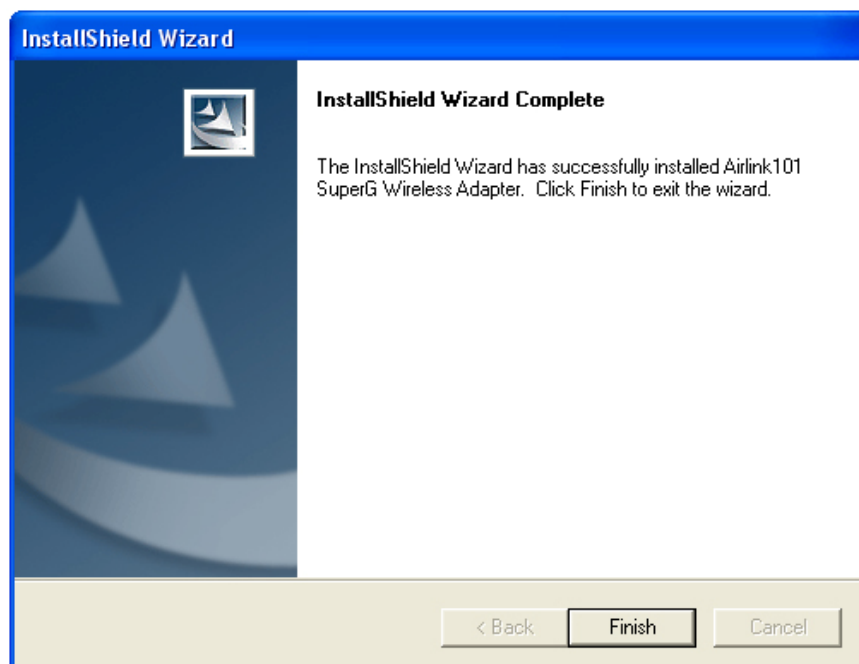 InstallShield Wizard
InstallShield Wizard Complete
The InstallShield Wizard has successfully installed Airlink101
SuperG Wireless Adapter. Click Finish to exit the wizard.
< Back
Finish
Cancel